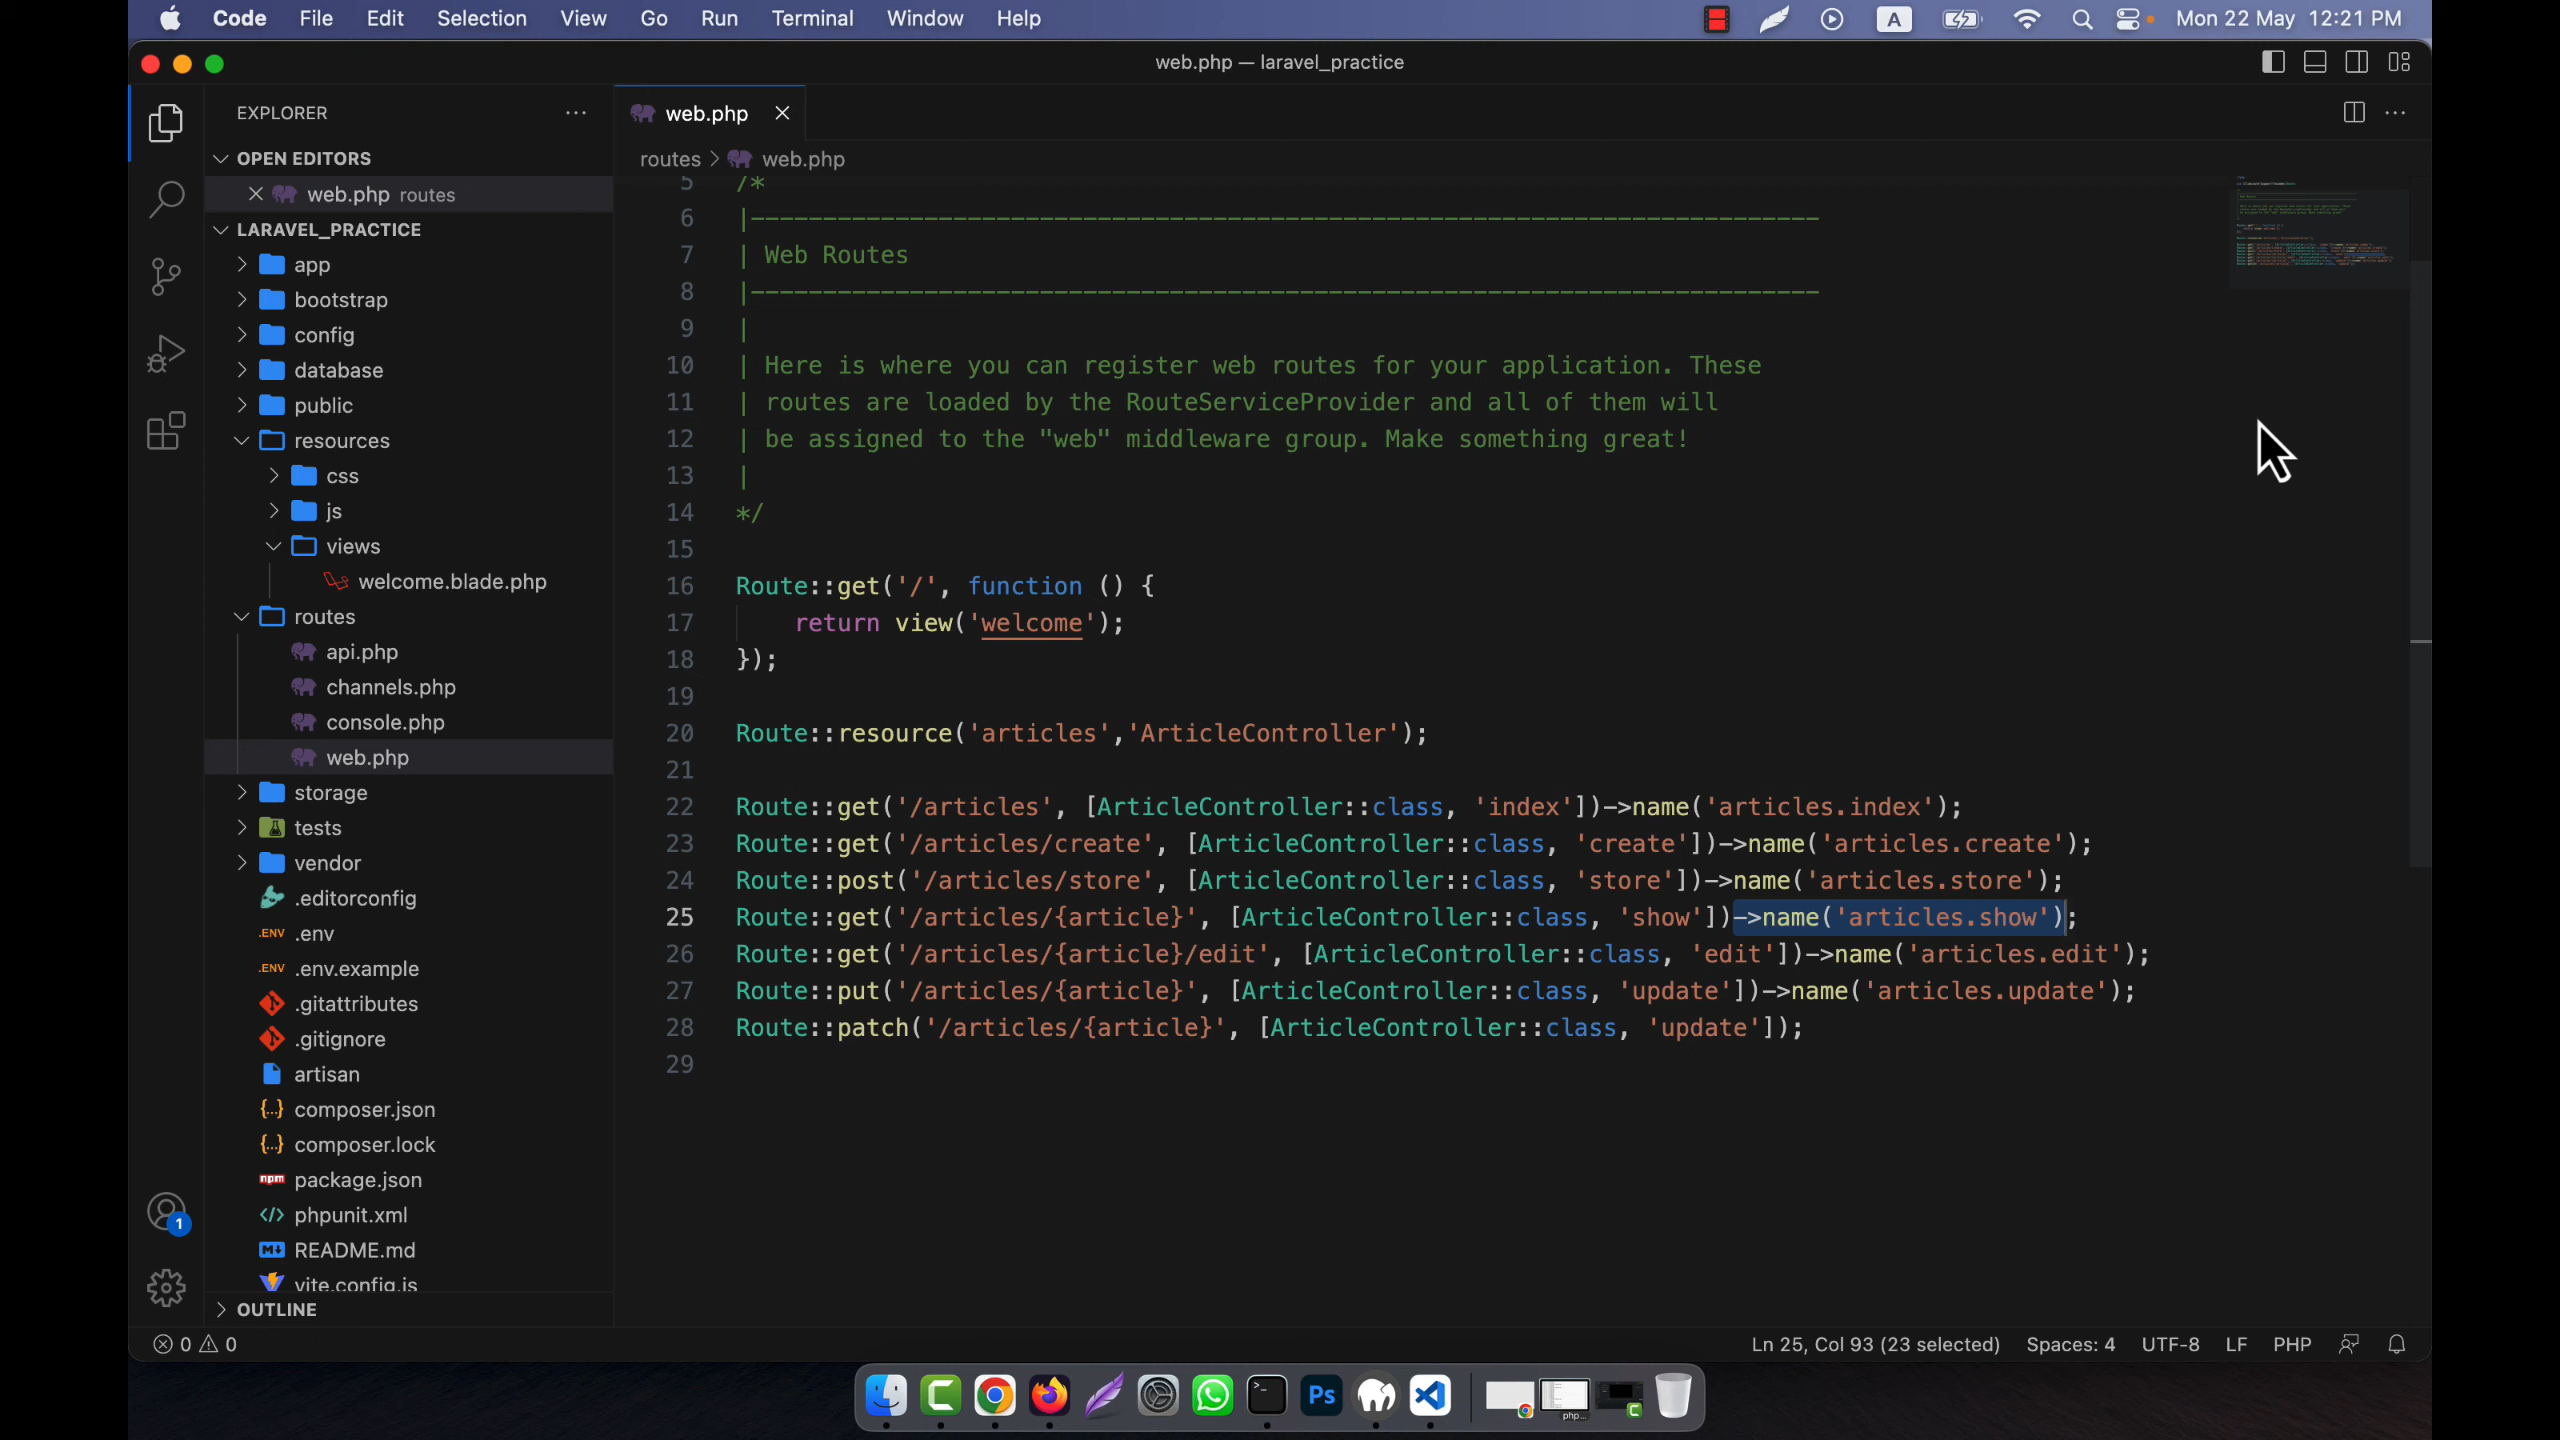 Code File Edit Selection View Go Run Terminal Window Help A Mon 22 May 12:21 PM
web.php — laravel_practice
EXPLORER
OPEN EDITORS
web.php routes
LARAVEL_PRACTICE
app
bootstrap
config
database
public
resources
css
js
views
welcome.blade.php
routes
api.php
channels.php
console.php
web.php
storage
tests
vendor
.editorconfig
.ENV .env
.ENV .env.example
.gitattributes
.gitignore
artisan
{..} composer.json
{..} composer.lock
npm package.json
phpunit.xml
README.md
vite.config.js
OUTLINE
1
web.php
routes > web.php
5 /*
6 |--------------------------------------------------------------------------
7 | Web Routes
8 |--------------------------------------------------------------------------
9 |
10 | Here is where you can register web routes for your application. These
11 | routes are loaded by the RouteServiceProvider and all of them will
12 | be assigned to the "web" middleware group. Make something great!
13 |
14 */
15
16 Route::get('/', function () {
17 return view('welcome');
18 });
19
20 Route::resource('articles','ArticleController');
21
22 Route::get('/articles', [ArticleController::class, 'index'])->name('articles.index');
23 Route::get('/articles/create', [ArticleController::class, 'create'])->name('articles.create');
24 Route::post('/articles/store', [ArticleController::class, 'store'])->name('articles.store');
25 Route::get('/articles/{article}', [ArticleController::class, 'show'])->name('articles.show');
26 Route::get('/articles/{article}/edit', [ArticleController::class, 'edit'])->name('articles.edit');
27 Route::put('/articles/{article}', [ArticleController::class, 'update'])->name('articles.update');
28 Route::patch('/articles/{article}', [ArticleController::class, 'update']);
29
0 0 Ln 25, Col 93 (23 selected) Spaces: 4 UTF-8 LF PHP
Ps
php...